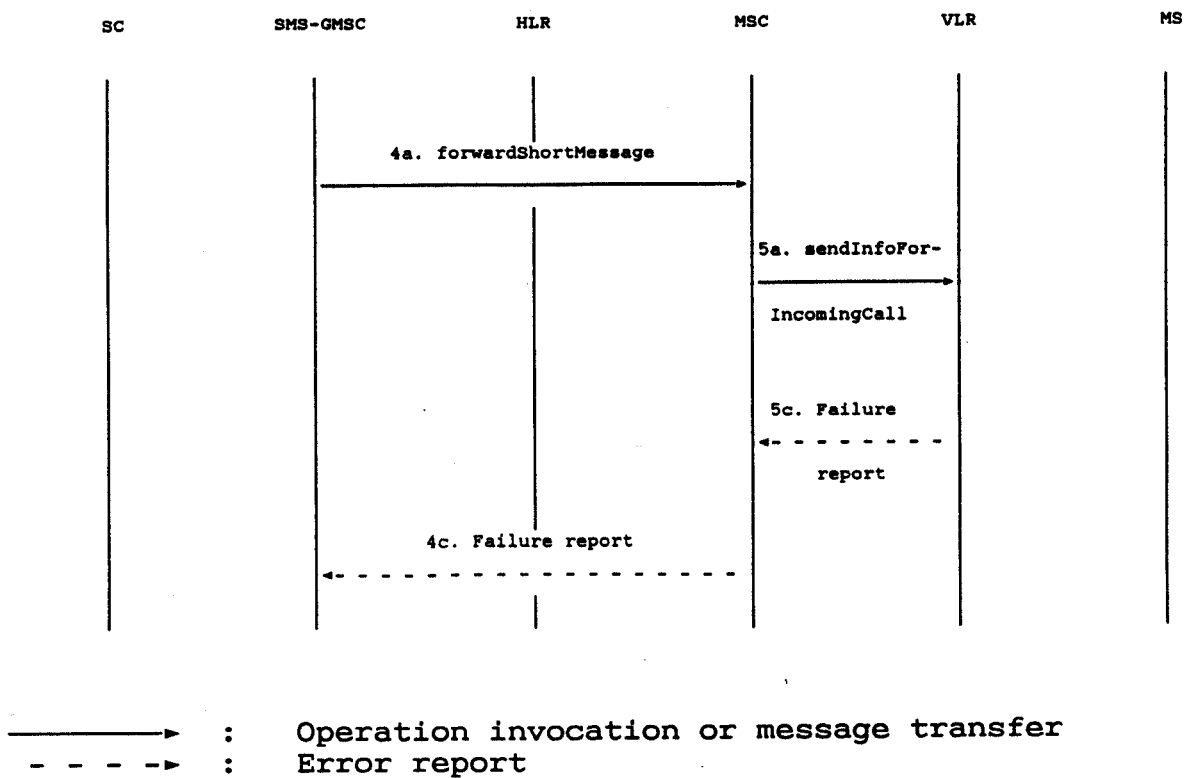 SC SMS-GMSC HLR MSC VLR MS
4a. forwardShortMessage
5a. sendInfoFor-
IncomingCall
5c. Failure
report
4c. Failure report
: Operation invocation or message transfer
: Error report